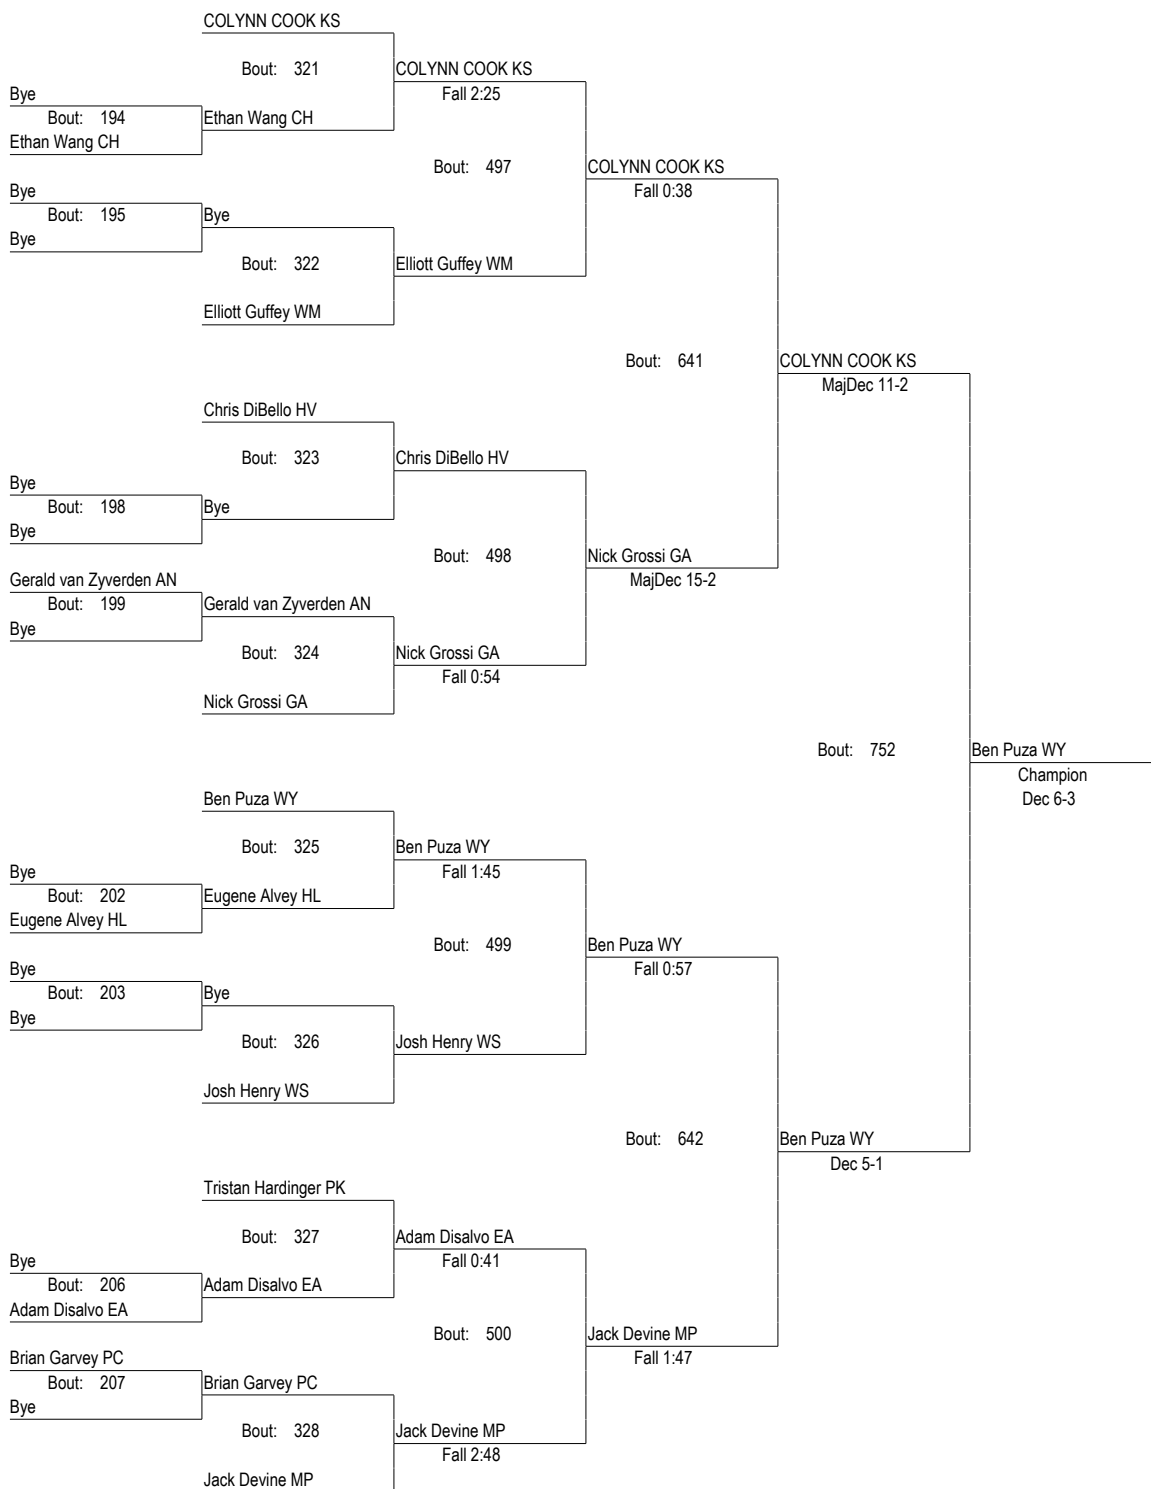 COLYNN COOK KS
Bout: 321
COLYNN COOK KS
Fall 2:25
Bye
Bout: 194
Ethan Wang CH
Ethan Wang CH
Bout: 497
COLYNN COOK KS
Fall 0:38
Bye
Bout: 195
Bye
Bye
Bout: 322
Elliott Guffey WM
Elliott Guffey WM
Bout: 641
COLYNN COOK KS
MajDec 11-2
Chris DiBello HV
Bout: 323
Chris DiBello HV
Bye
Bout: 198
Bye
Bye
Bout: 498
Nick Grossi GA
MajDec 15-2
Gerald van Zyverden AN
Bout: 199
Gerald van Zyverden AN
Bye
Bout: 324
Nick Grossi GA
Fall 0:54
Nick Grossi GA
Bout: 752
Ben Puza WY
Champion
Dec 6-3
Ben Puza WY
Bout: 325
Ben Puza WY
Fall 1:45
Bye
Bout: 202
Eugene Alvey HL
Eugene Alvey HL
Bout: 499
Ben Puza WY
Fall 0:57
Bye
Bout: 203
Bye
Bye
Bout: 326
Josh Henry WS
Josh Henry WS
Bout: 642
Ben Puza WY
Dec 5-1
Tristan Hardinger PK
Bout: 327
Adam Disalvo EA
Fall 0:41
Bye
Bout: 206
Adam Disalvo EA
Adam Disalvo EA
Bout: 500
Jack Devine MP
Fall 1:47
Brian Garvey PC
Bout: 207
Brian Garvey PC
Bye
Bout: 328
Jack Devine MP
Fall 2:48
Jack Devine MP